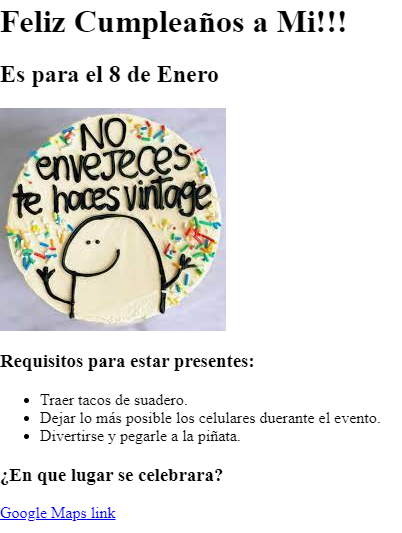 Feliz Cumpleaños a Mi!!!
Es para el 8 de Enero
NO
envejeces
te haces vintage
Requisitos para estar presentes:
Traer tacos de suadero.
Dejar lo más posible los celulares duerante el evento.
Divertirse y pegarle a la piñata.
¿En que lugar se celebrara?
Google Maps link